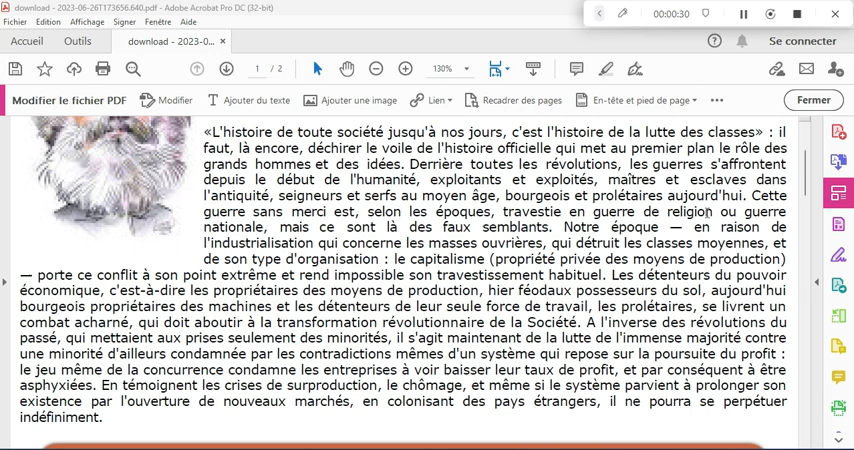 download - 2023-06-26T173656.640.pdf - Adobe Acrobat Pro DC (32-bit)
00:00:30
Fichier Edition Affichage Signer Fenêtre Aide
Accueil Outils download - 2023-0... × Se connecter
1 / 2 130%
Modifier le fichier PDF Modifier Ajouter du texte Ajouter une image Lien Recadrer des pages En-tête et pied de page Fermer
«L'histoire de toute société jusqu'à nos jours, c'est l'histoire de la lutte des classes» : il
faut, là encore, déchirer le voile de l'histoire officielle qui met au premier plan le rôle des
grands hommes et des idées. Derrière toutes les révolutions, les guerres s'affrontent
depuis le début de l'humanité, exploitants et exploités, maîtres et esclaves dans
l'antiquité, seigneurs et serfs au moyen âge, bourgeois et prolétaires aujourd'hui. Cette
guerre sans merci est, selon les époques, travestie en guerre de religion ou guerre
nationale, mais ce sont là des faux semblants. Notre époque — en raison de
l'industrialisation qui concerne les masses ouvrières, qui détruit les classes moyennes, et
de son type d'organisation : le capitalisme (propriété privée des moyens de production)
— porte ce conflit à son point extrême et rend impossible son travestissement habituel. Les détenteurs du pouvoir
économique, c'est-à-dire les propriétaires des moyens de production, hier féodaux possesseurs du sol, aujourd'hui
bourgeois propriétaires des machines et les détenteurs de leur seule force de travail, les prolétaires, se livrent un
combat acharné, qui doit aboutir à la transformation révolutionnaire de la Société. A l'inverse des révolutions du
passé, qui mettaient aux prises seulement des minorités, il s'agit maintenant de la lutte de l'immense majorité contre
une minorité d'ailleurs condamnée par les contradictions mêmes d'un système qui repose sur la poursuite du profit :
le jeu même de la concurrence condamne les entreprises à voir baisser leur taux de profit, et par conséquent à être
asphyxiées. En témoignent les crises de surproduction, le chômage, et même si le système parvient à prolonger son
existence par l'ouverture de nouveaux marchés, en colonisant des pays étrangers, il ne pourra se perpétuer
indéfiniment.